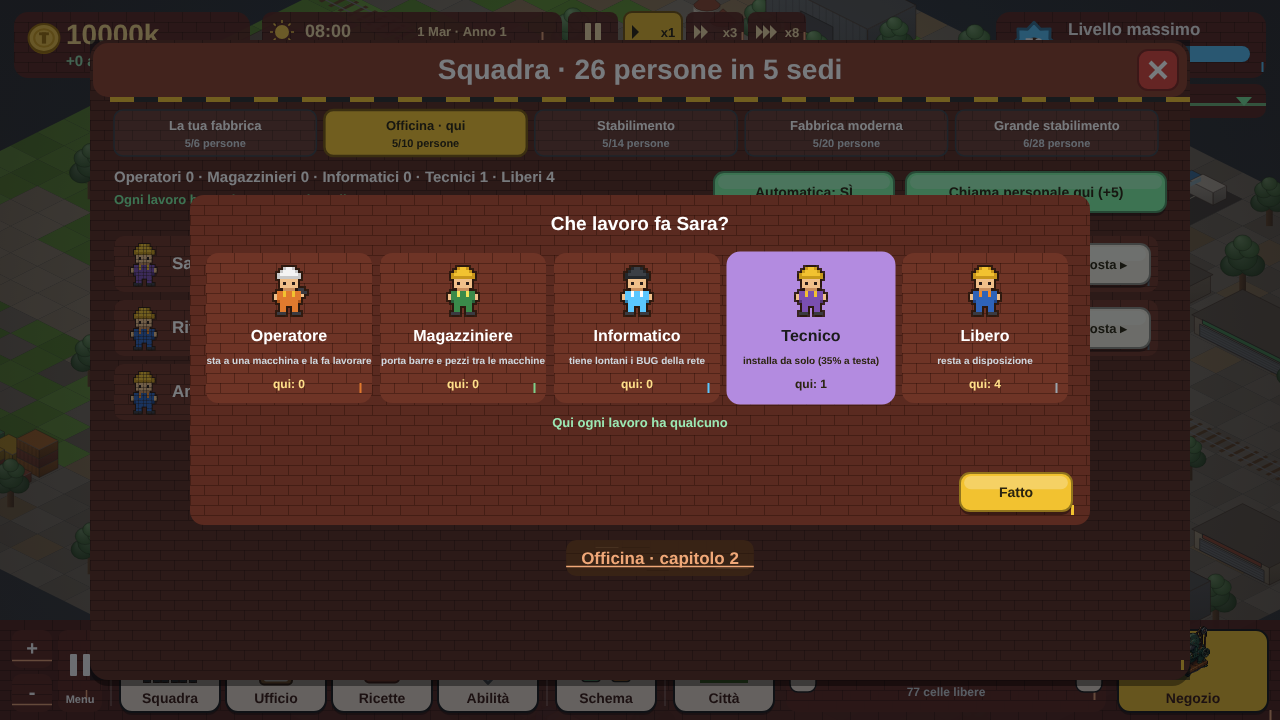 10000k
+0
08:00
1 Mar · Anno 1
x1
x3
x8
Livello massimo
Squadra · 26 persone in 5 sedi
La tua fabbrica
5/6 persone
Officina · qui
5/10 persone
Stabilimento
5/14 persone
Fabbrica moderna
5/20 persone
Grande stabilimento
6/28 persone
Operatori 0 · Magazzinieri 0 · Informatici 0 · Tecnici 1 · Liberi 4
Automatica: SÌ
Chiama personale qui (+5)
Ogni lavoro
Che lavoro fa Sara?
Operatore
sta a una macchina e la fa lavorare
qui: 0
Magazziniere
porta barre e pezzi tra le macchine
qui: 0
Informatico
tiene lontani i BUG della rete
qui: 0
Tecnico
installa da solo (35% a testa)
qui: 1
Libero
resta a disposizione
qui: 4
Qui ogni lavoro ha qualcuno
Fatto
Sa
osta ▸
Ri
osta ▸
Officina · capitolo 2
+
-
Menu
Squadra
Ufficio
Ricette
Abilità
Schema
Città
77 celle libere
Negozio